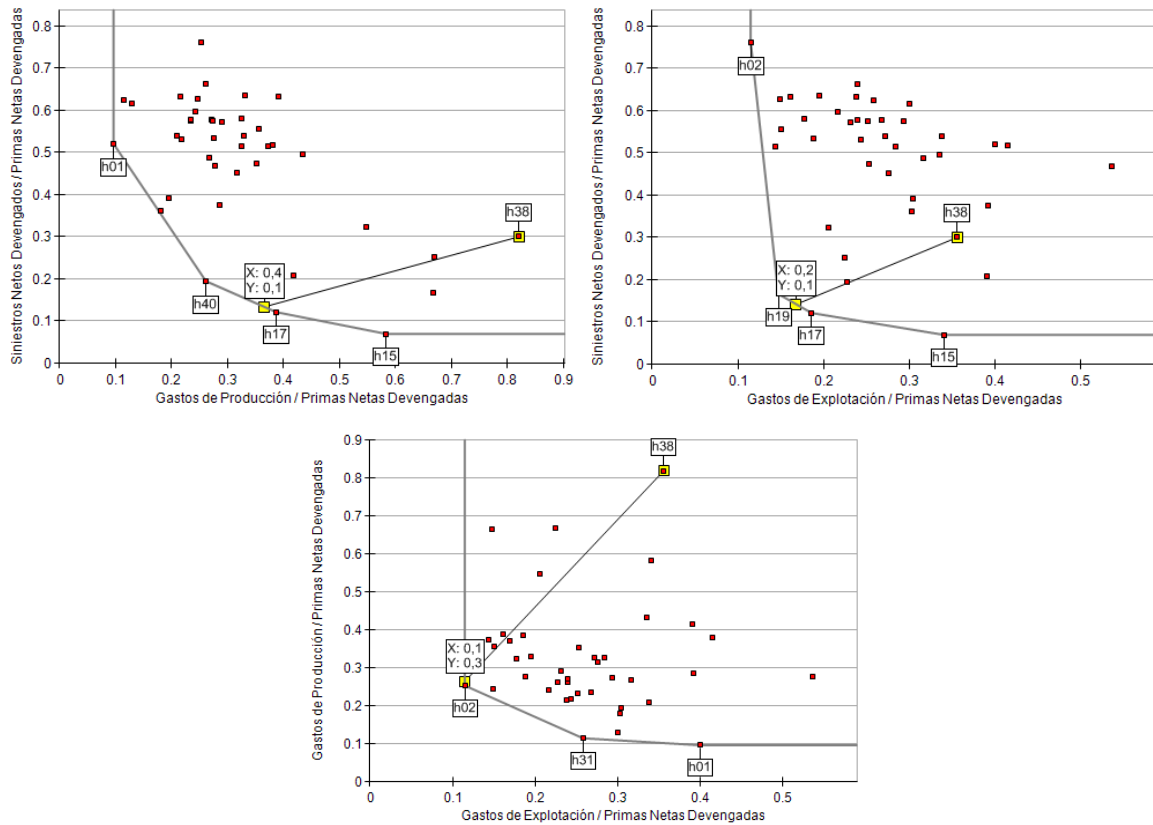 Siniestros Netos Devengados / Primas Netas Devengadas
0.8
0.7
0.6
0.5
0.4
0.3
0.2
0.1
0
h01
h38
X: 0,4
Y: 0,1
h40
h17
h15
0 0.1 0.2 0.3 0.4 0.5 0.6 0.7 0.8 0.9
Gastos de Producción / Primas Netas Devengadas
Siniestros Netos Devengados / Primas Netas Devengadas
0.8
0.7
0.6
0.5
0.4
0.3
0.2
0.1
0
h02
h38
X: 0,2
Y: 0,1
h19
h17
h15
0 0.1 0.2 0.3 0.4 0.5
Gastos de Explotación / Primas Netas Devengadas
Gastos de Producción / Primas Netas Devengadas
0.9
0.8
0.7
0.6
0.5
0.4
0.3
0.2
0.1
0
h38
X: 0,1
Y: 0,3
h02
h31
h01
0 0.1 0.2 0.3 0.4 0.5
Gastos de Explotación / Primas Netas Devengadas